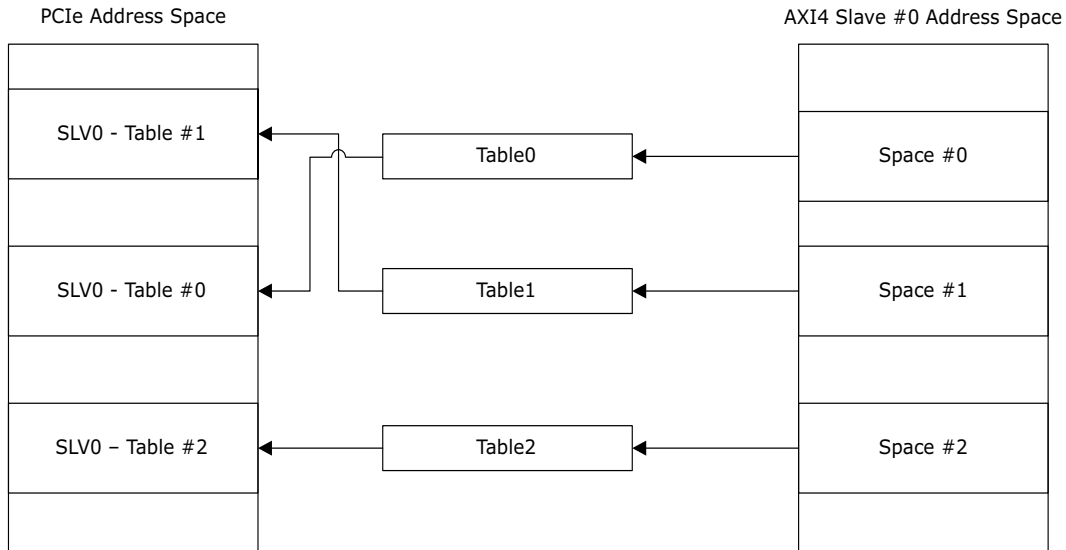 PCIe Address Space
AXI4 Slave #0 Address Space
SLV0 - Table #1
Table0
Space #0
SLV0 - Table #0
Table1
Space #1
SLV0 – Table #2
Table2
Space #2